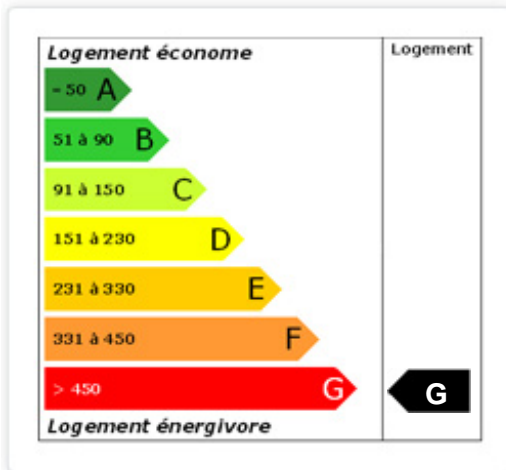 Logement économe
Logement
- 50 A
51 à 90 B
91 à 150 C
151 à 230 D
231 à 330 E
331 à 450 F
> 450 G
G
Logement énergivore